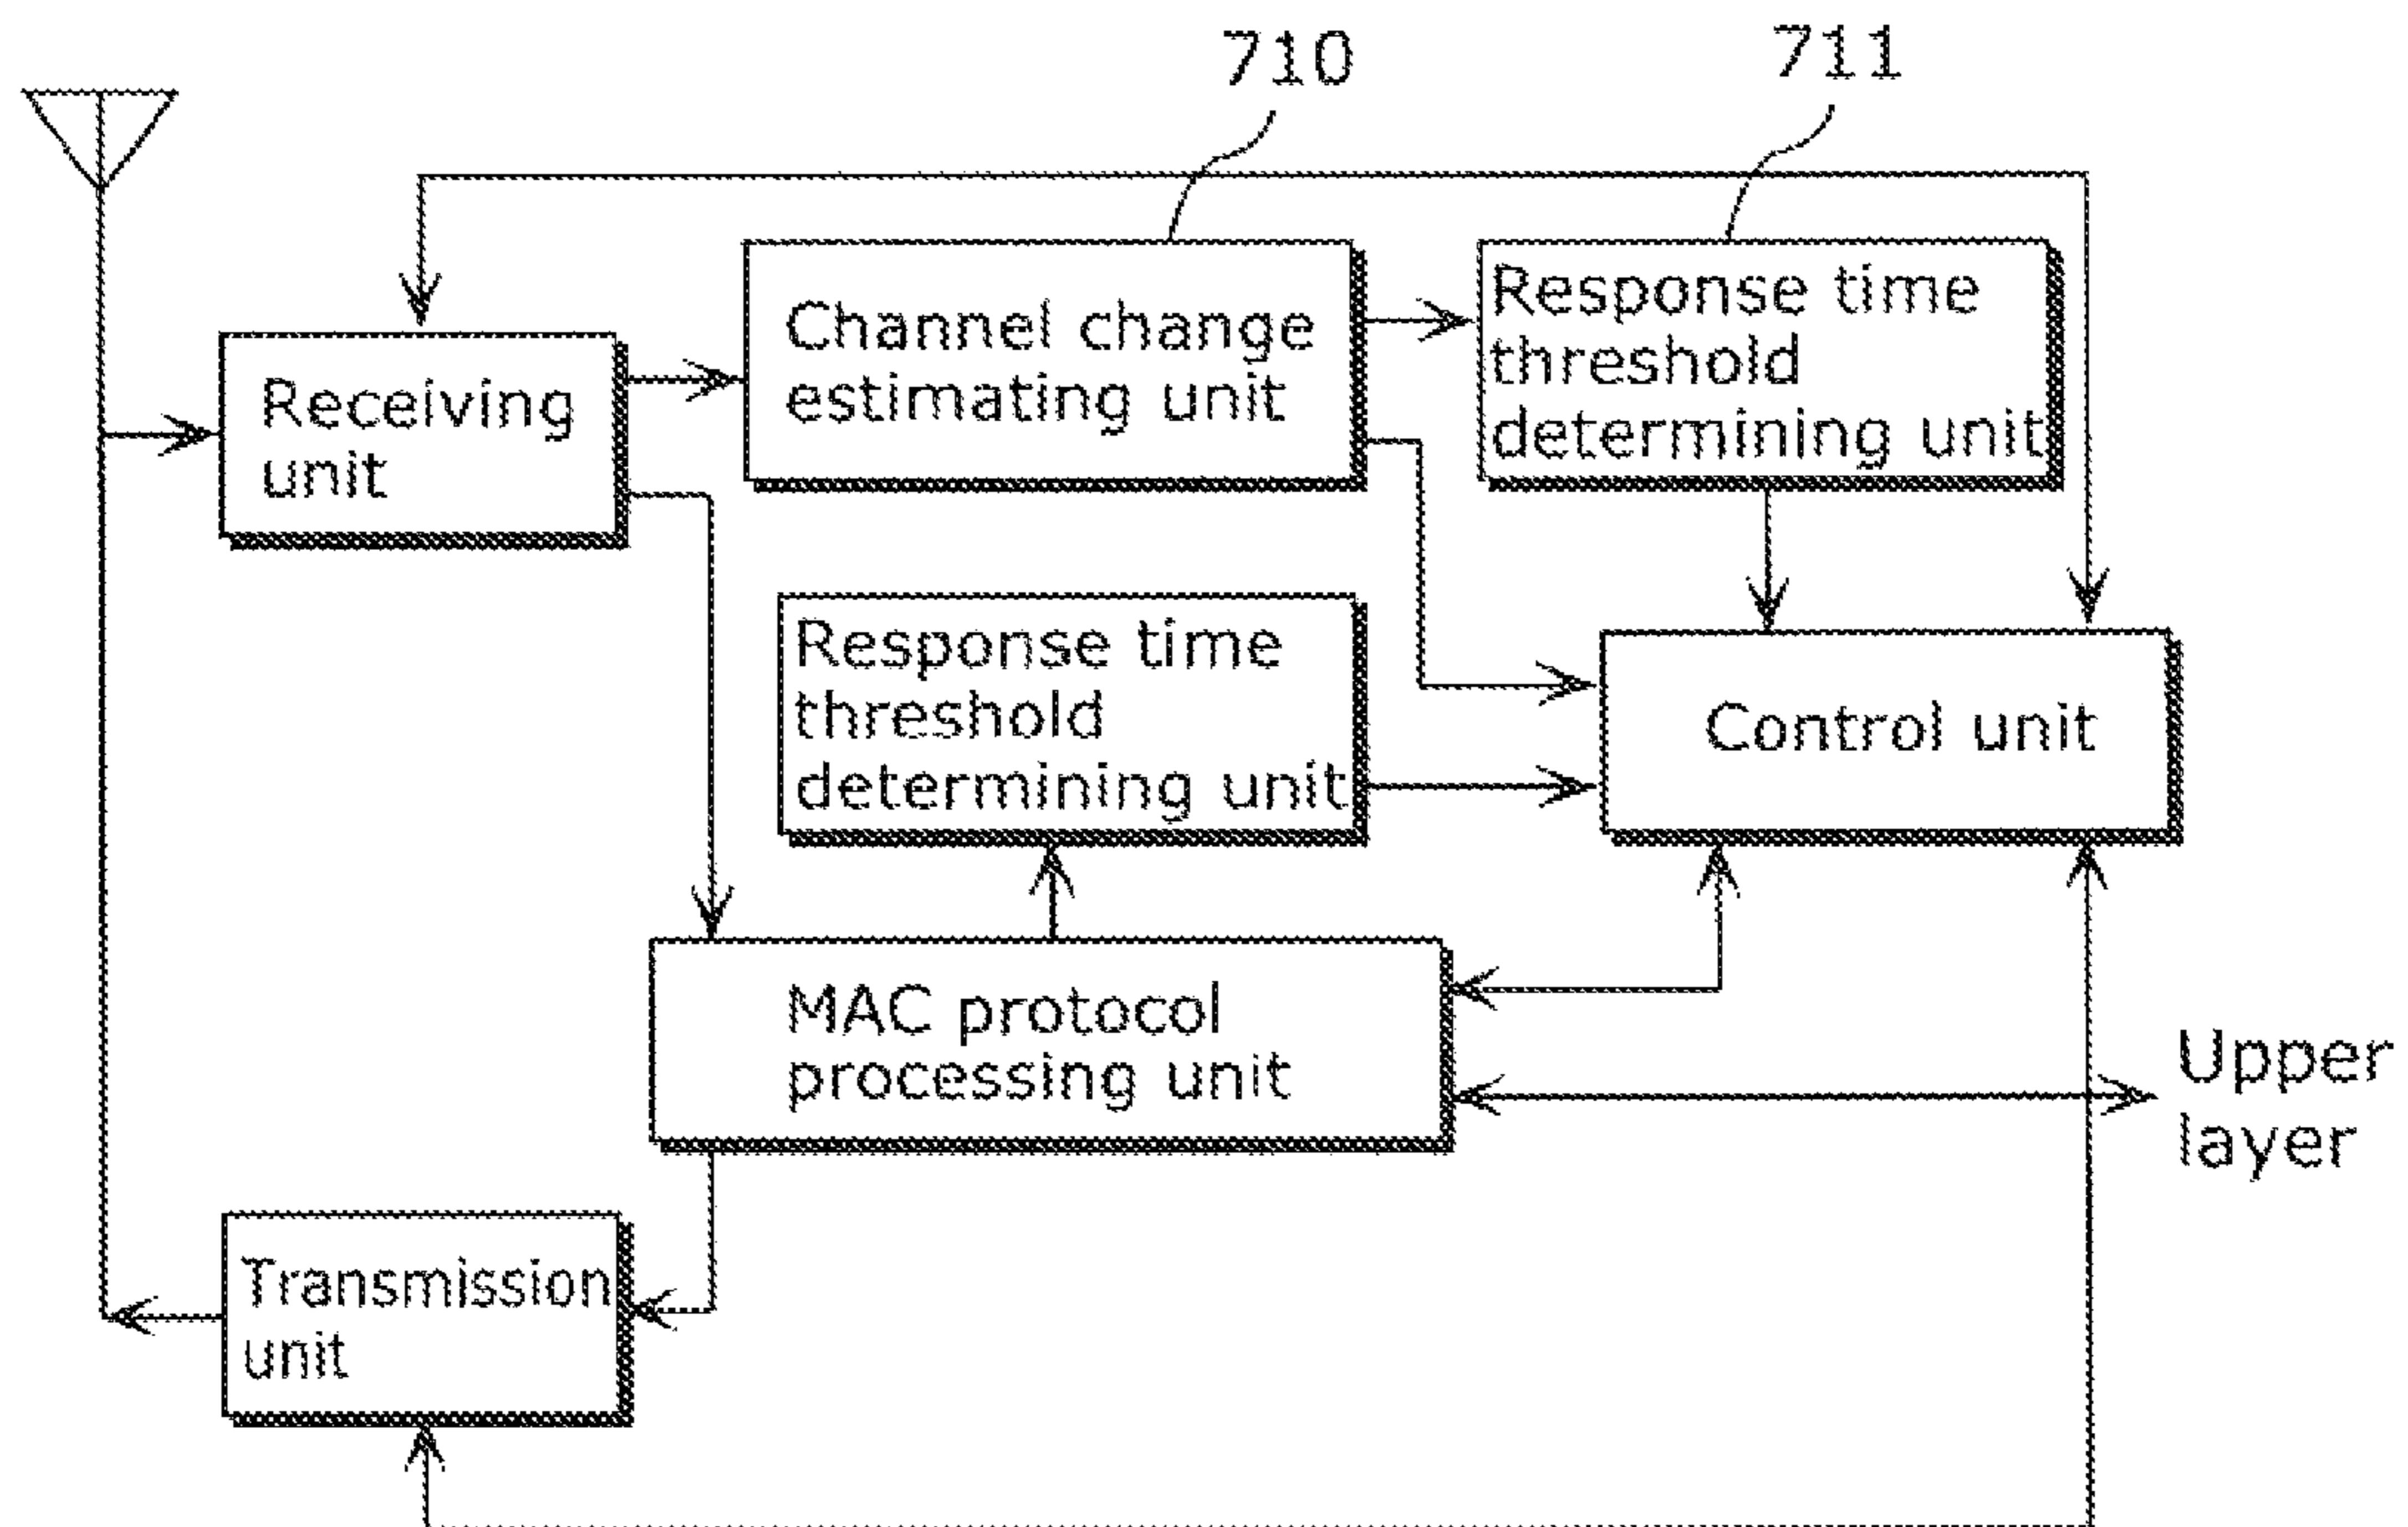 710
711
Channel change
estimating unit
Response time
threshold
determining unit
Receiving
unit
Response time
threshold
determining unit
Control unit
MAC protocol
processing unit
Upper
layer
Transmission
unit